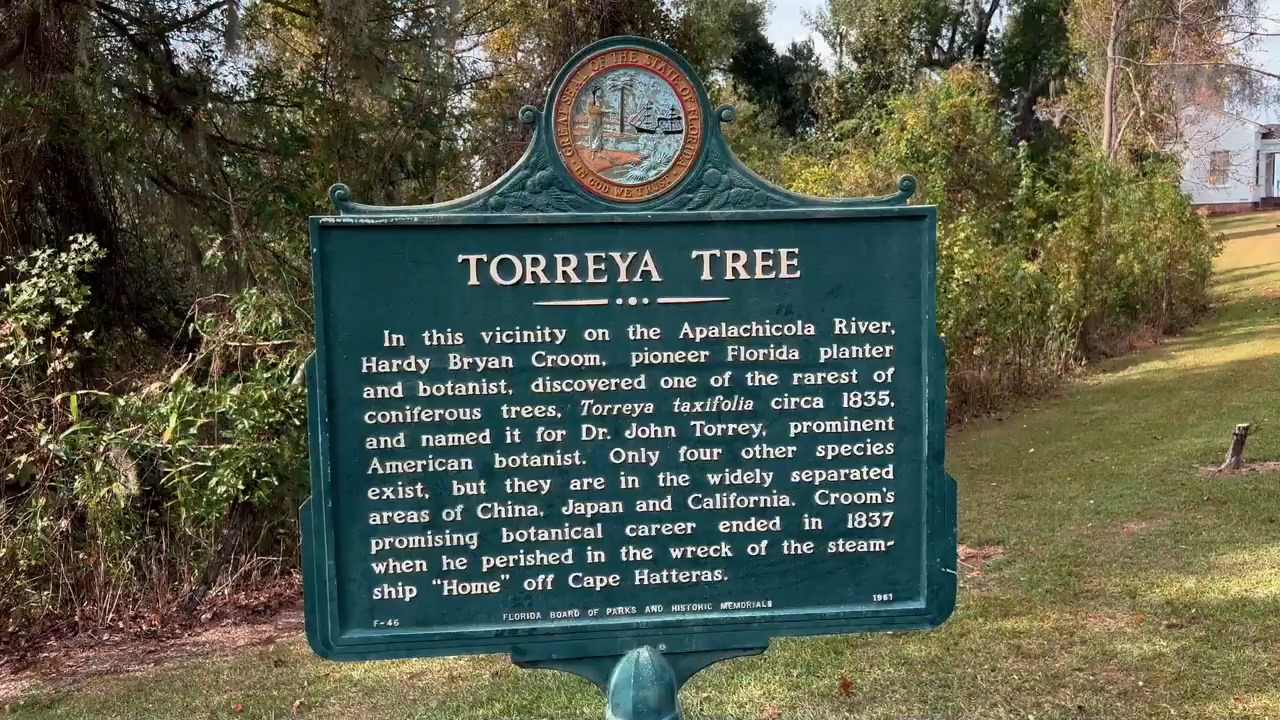 GREAT SEAL OF THE STATE OF FLORIDA
IN GOD WE TRUST
TORREYA TREE
In this vicinity on the Apalachicola River,
Hardy Bryan Croom, pioneer Florida planter
and botanist, discovered one of the rarest of
coniferous trees, Torreya taxifolia circa 1835,
and named it for Dr. John Torrey, prominent
American botanist. Only four other species
exist, but they are in the widely separated
areas of China, Japan and California. Croom's
promising botanical career ended in 1837
when he perished in the wreck of the steam-
ship "Home" off Cape Hatteras.
F-46 FLORIDA BOARD OF PARKS AND HISTORIC MEMORIALS 1961